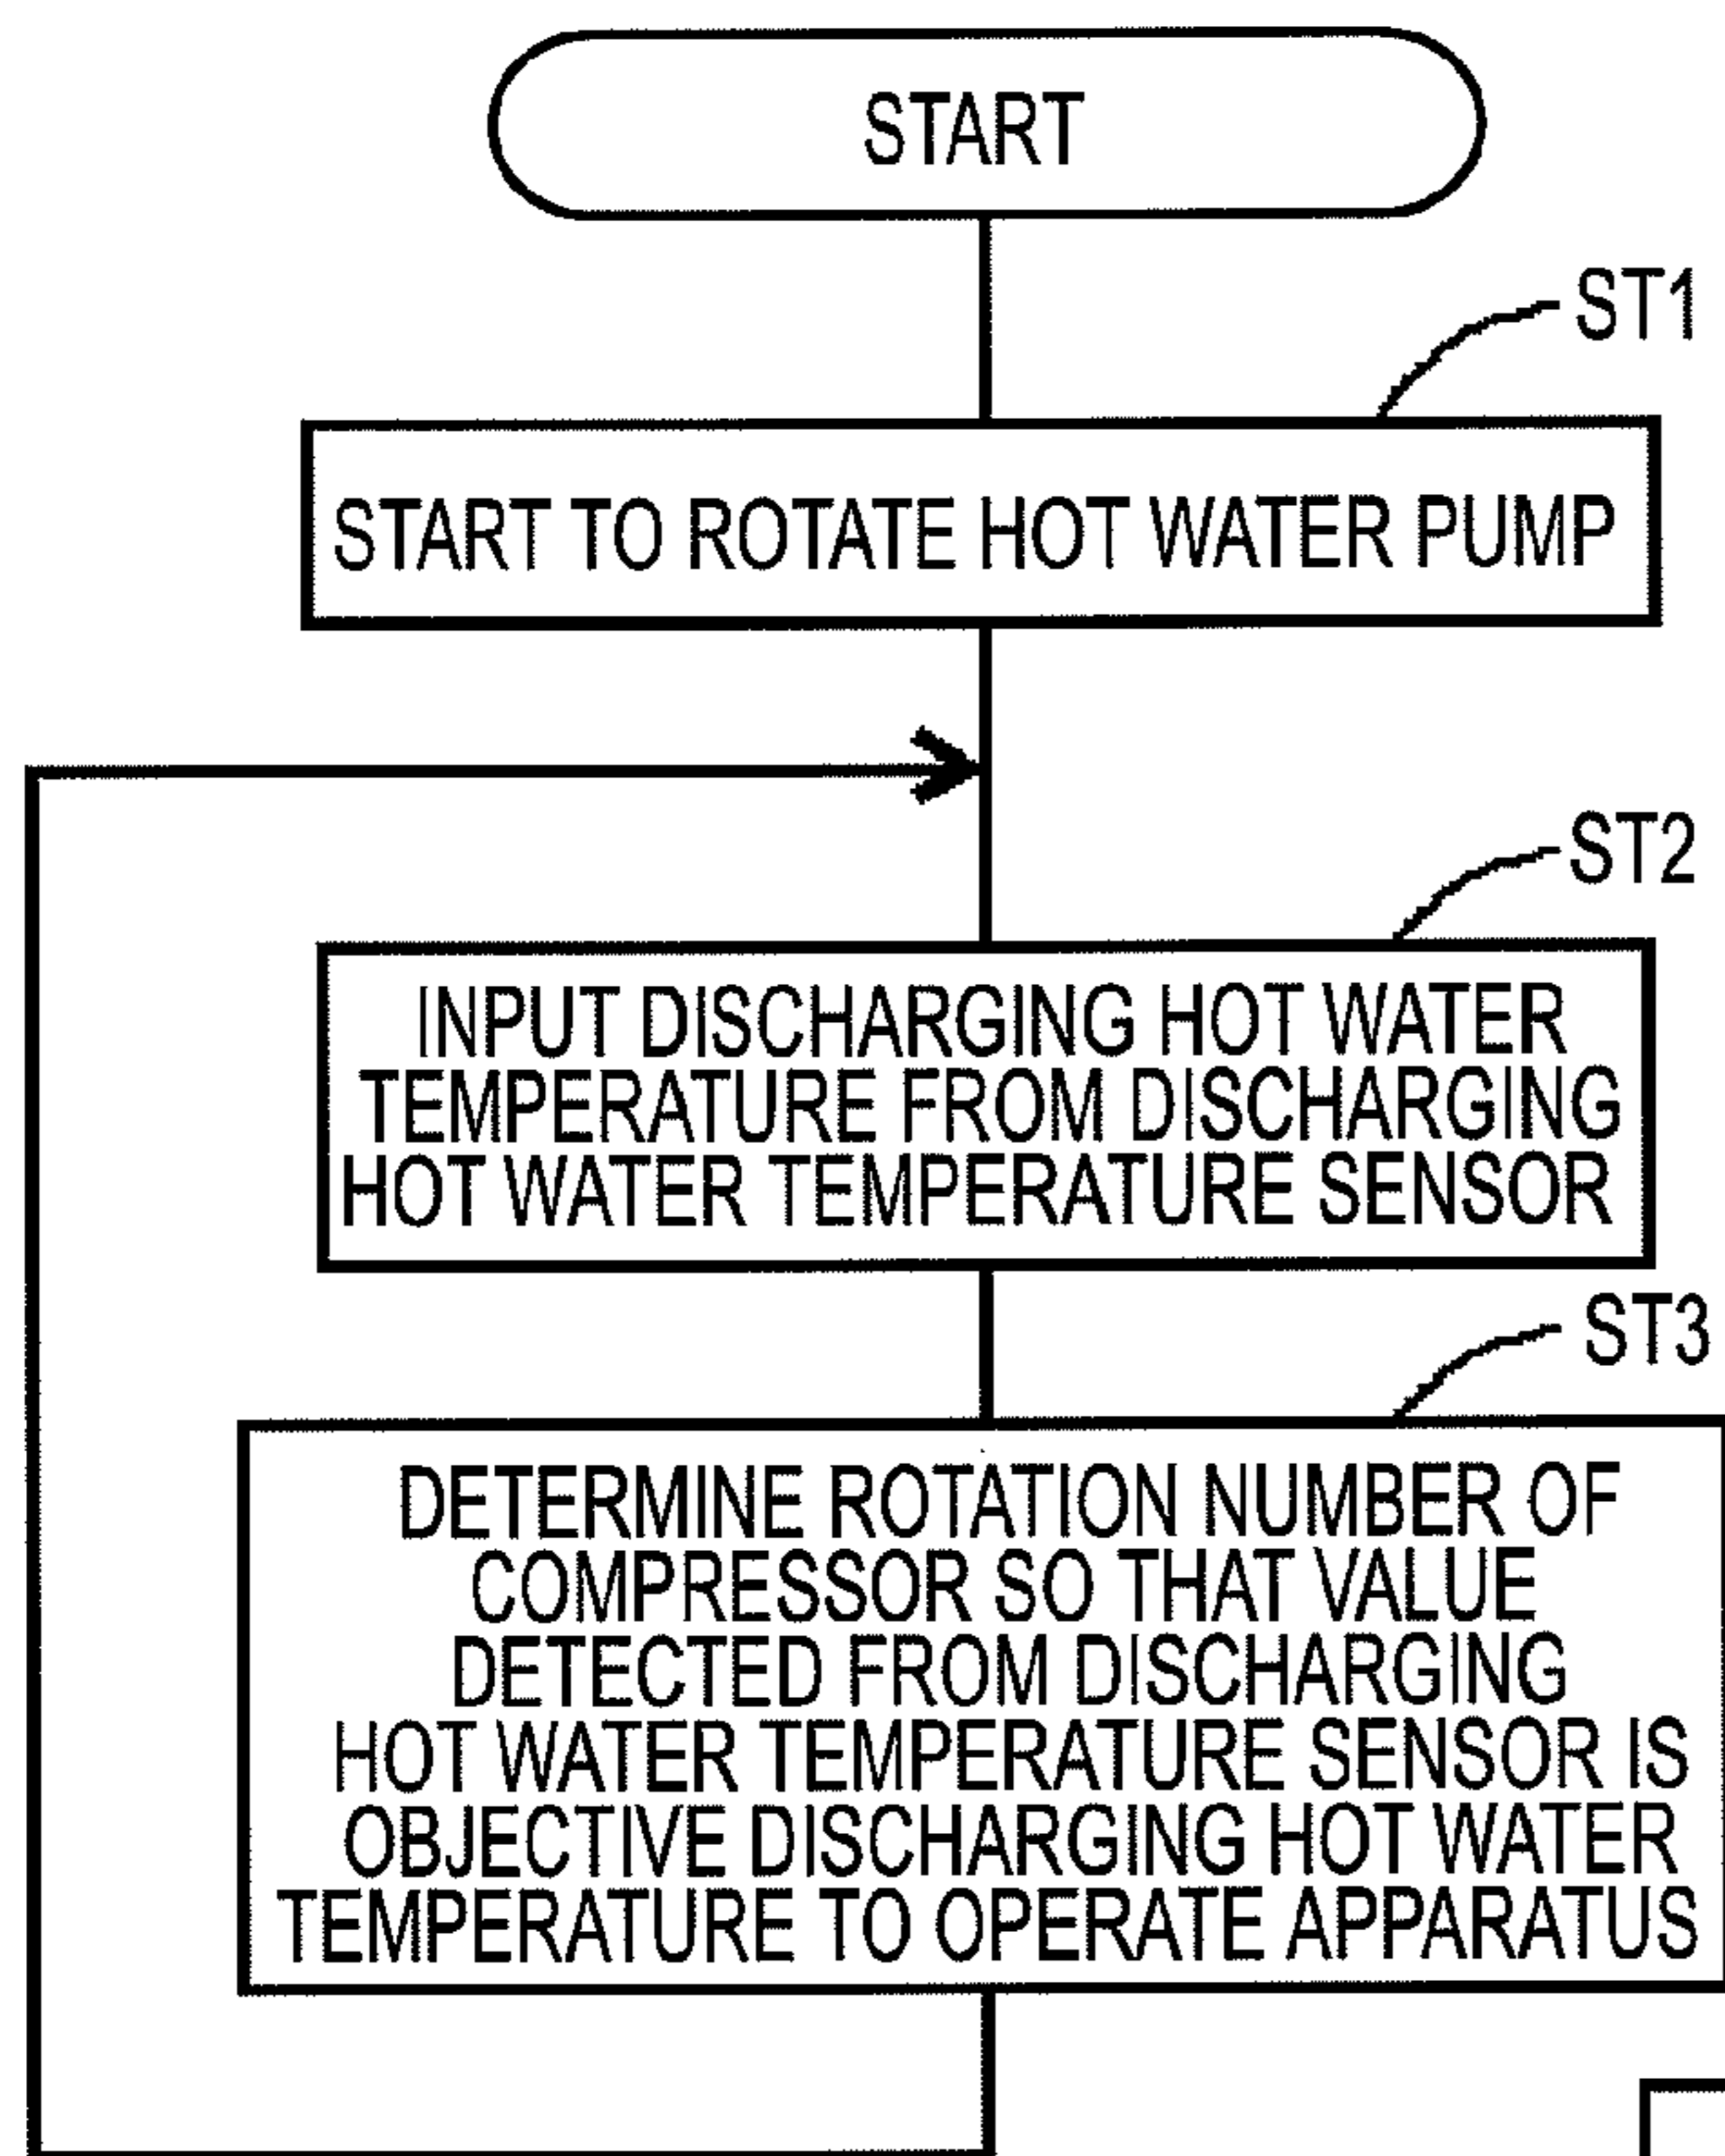 START
ST1
START TO ROTATE HOT WATER PUMP
ST2
INPUT DISCHARGING HOT WATER
TEMPERATURE FROM DISCHARGING
HOT WATER TEMPERATURE SENSOR
ST3
DETERMINE ROTATION NUMBER OF
COMPRESSOR SO THAT VALUE
DETECTED FROM DISCHARGING
HOT WATER TEMPERATURE SENSOR IS
OBJECTIVE DISCHARGING HOT WATER
TEMPERATURE TO OPERATE APPARATUS